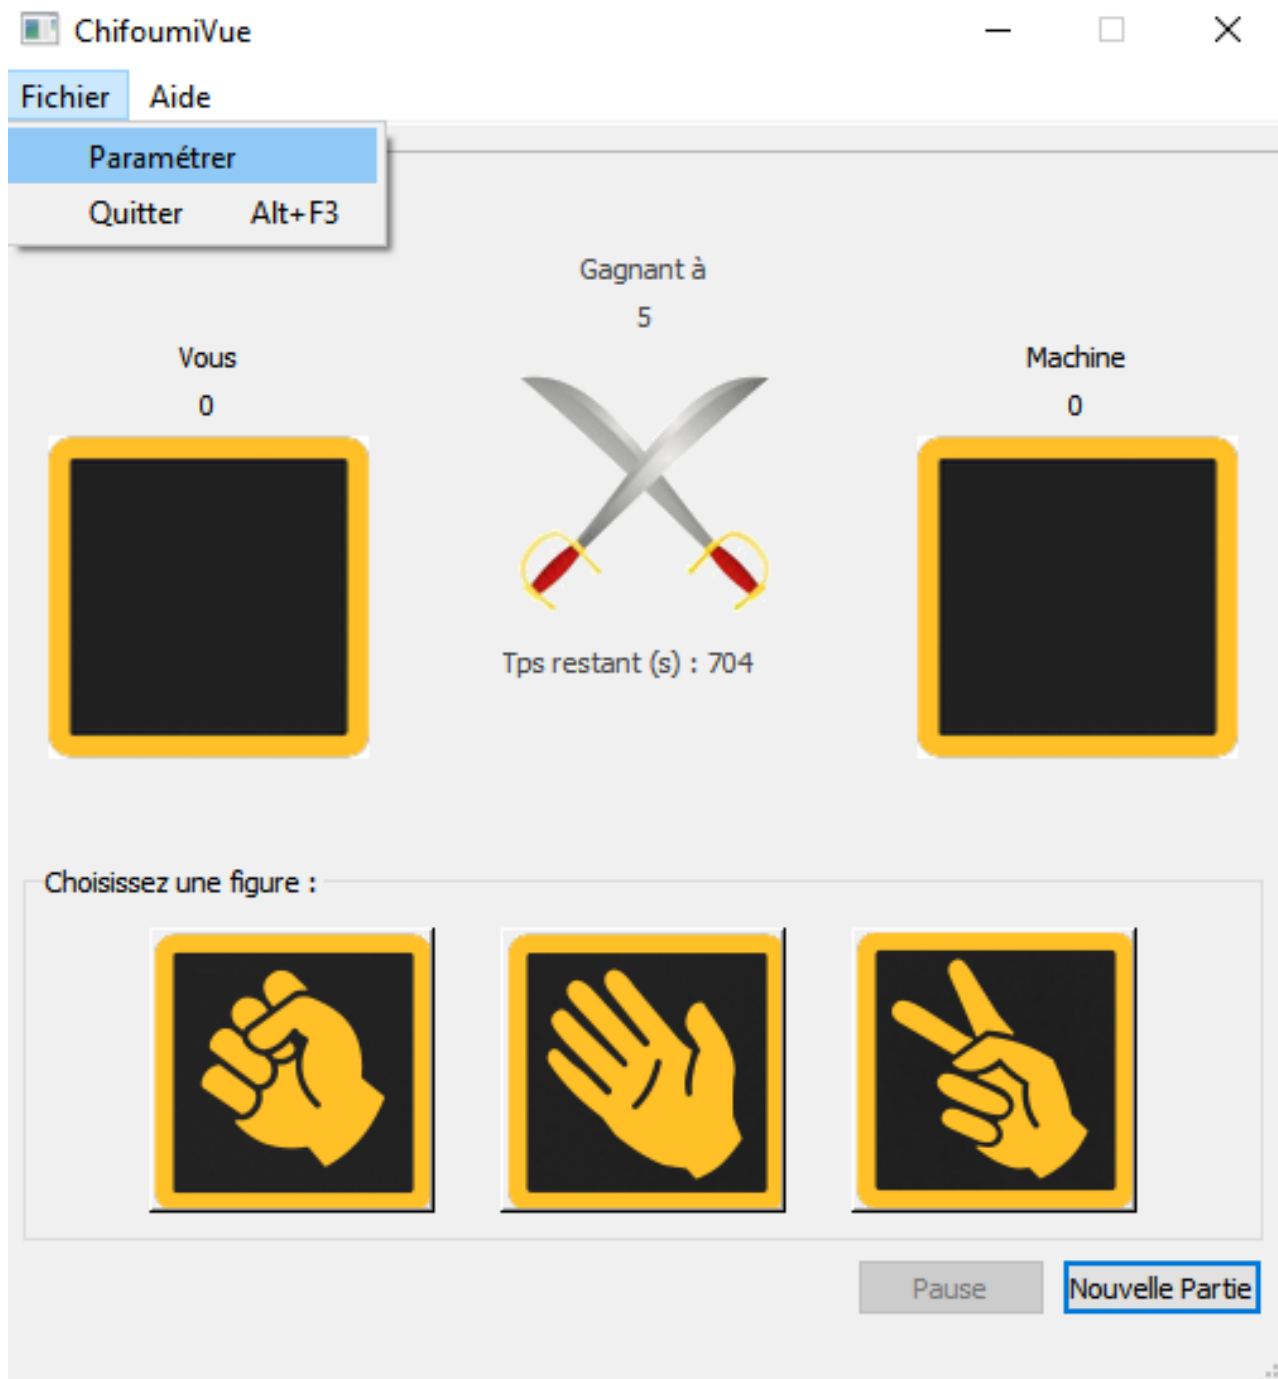 ChifoumiVue
Fichier Aide
Paramétrer
Quitter Alt+F3
Gagnant à
5
Vous
0
Machine
0
Tps restant (s) : 704
Choisissez une figure :
Pause
Nouvelle Partie